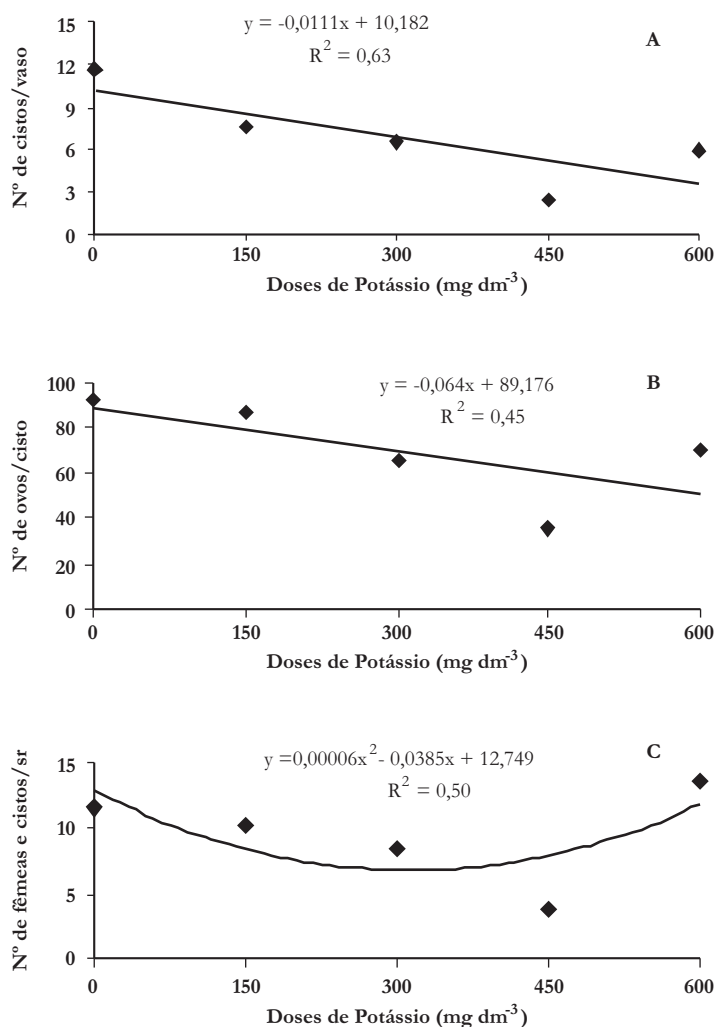 y = -0,0111x + 10,182
R² = 0,63
A
Nº de cistos/vaso
15
12
9
6
3
0
0 150 300 450 600
Doses de Potássio (mg dm⁻³)
y = -0,064x + 89,176
R² = 0,45
B
Nº de ovos/cisto
100
80
60
40
20
0
0 150 300 450 600
Doses de Potássio (mg dm⁻³)
y =0,00006x² - 0,0385x + 12,749
R² = 0,50
C
Nº de fêmeas e cistos/sr
15
10
5
0
0 150 300 450 600
Doses de Potássio (mg dm⁻³)